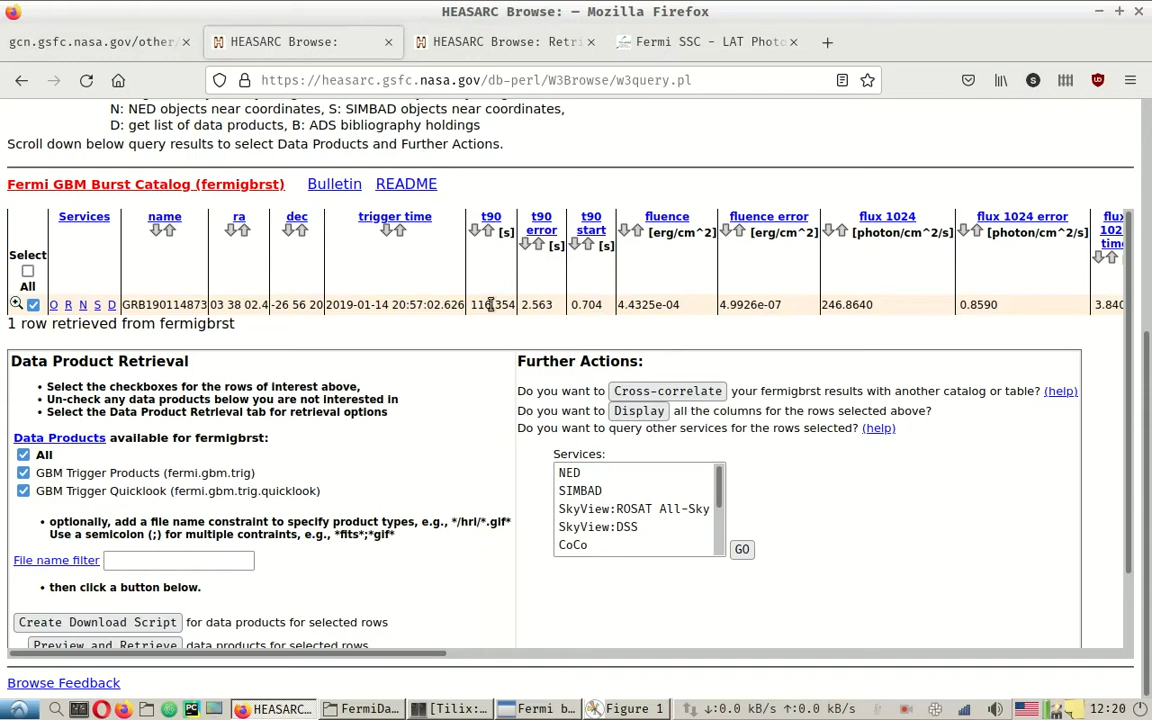 HEASARC Browse: — Mozilla Firefox
gcn.gsfc.nasa.gov/other/ HEASARC Browse: HEASARC Browse: Retri Fermi SSC - LAT Photo
https://heasarc.gsfc.nasa.gov/db-perl/W3Browse/w3query.pl
N: NED objects near coordinates, S: SIMBAD objects near coordinates,
D: get list of data products, B: ADS bibliography holdings
Scroll down below query results to select Data Products and Further Actions.
Fermi GBM Burst Catalog (fermigbrst) Bulletin README
Select All Services name ra dec trigger time t90 [s] t90 error [s] t90 start [s] fluence [erg/cm^2] fluence error [erg/cm^2] flux 1024 [photon/cm^2/s] flux 1024 error [photon/cm^2/s]
O R N S D GRB190114873 03 38 02.4 -26 56 20 2019-01-14 20:57:02.626 2.563 0.704 4.4325e-04 4.9926e-07 246.8640 0.8590 3.840
1 row retrieved from fermigbrst
Data Product Retrieval
• Select the checkboxes for the rows of interest above,
• Un-check any data products below you are not interested in
• Select the Data Product Retrieval tab for retrieval options
Data Products available for fermigbrst:
All
GBM Trigger Products (fermi.gbm.trig)
GBM Trigger Quicklook (fermi.gbm.trig.quicklook)
• optionally, add a file name constraint to specify product types, e.g., */hri/*.gif*
Use a semicolon (;) for multiple contraints, e.g., *fits*;*gif*
File name filter
• then click a button below.
Create Download Script for data products for selected rows
Preview and Retrieve data products for selected rows
Further Actions:
Do you want to Cross-correlate your fermigbrst results with another catalog or table? (help)
Do you want to Display all the columns for the rows selected above?
Do you want to query other services for the rows selected? (help)
Services:
NED
SIMBAD
SkyView:ROSAT All-Sky
SkyView:DSS
CoCo
GO
Browse Feedback
HEASARC... FermiDa... [Tilix:... Fermi b... Figure 1 :0.0 kB/s :0.0 kB/s 12:20